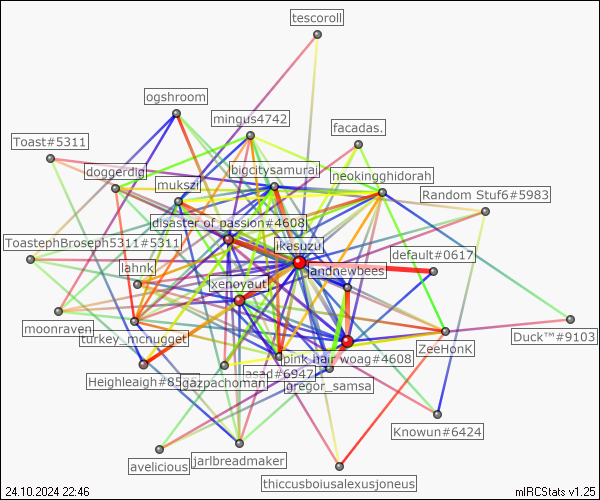 tescoroll
ogshroom
mingus4742
facadas.
Toast#5311
doggerdig
bigcitysamurai
neokingghidorah
mukszi
Random Stuf6#5983
disaster of passion#4608
ToastephBroseph5311#5311
ikasuzu
default#0617
lahnk
landnewbees
xenoyaut
moonraven
turkey_mcnugget
Duck™#9103
ZeeHonK
pink hair woag#4608
asad#6947
Heighleaigh#85
gazpachoman
gregor_samsa
Knowun#6424
avelicious
jarlbreadmaker
thiccusboiusalexusjoneus
24.10.2024 22:46
mIRCStats v1.25